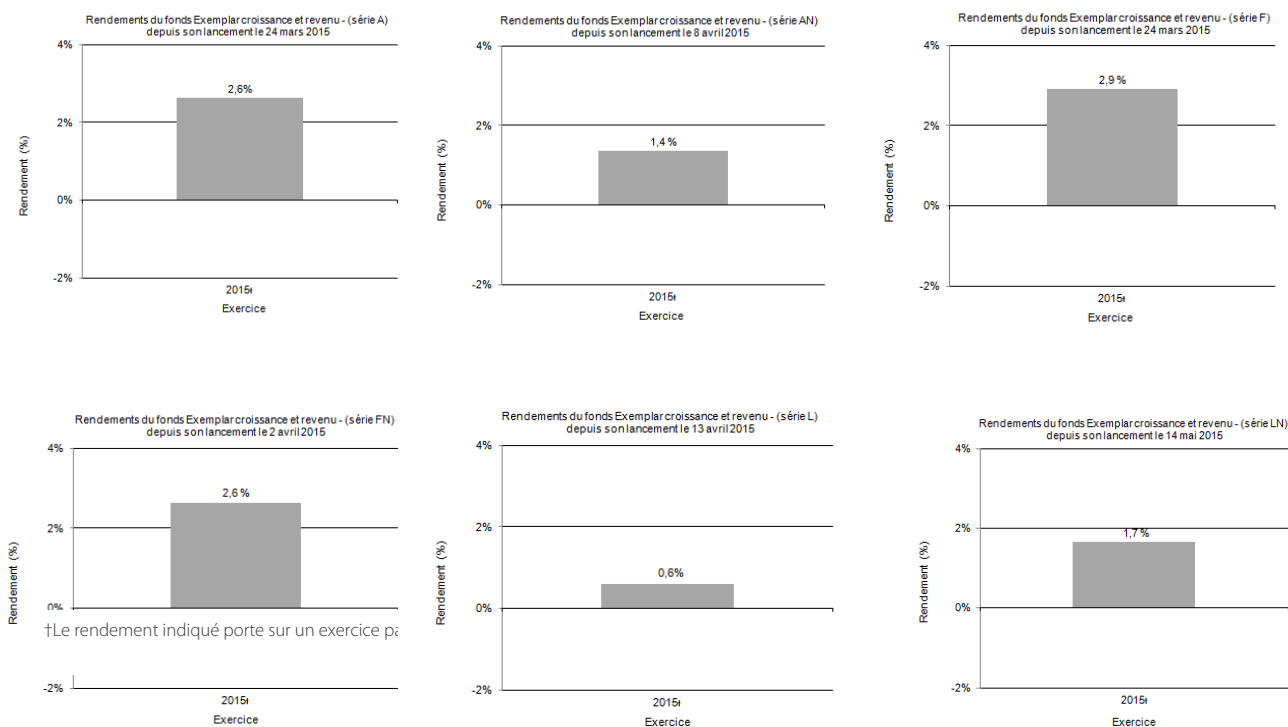 Rendements du fonds Exemplar croissance et revenu - (série A)
depuis son lancement le 24 mars 2015
4%
2,6%
2%
0%
-2%
Rendement (%)
2015ŧ
Exercice
Rendements du fonds Exemplar croissance et revenu - (série AN)
depuis son lancement le 8 avril 2015
4%
2%
1,4 %
0%
-2%
Rendement (%)
2015ŧ
Exercice
Rendements du fonds Exemplar croissance et revenu - (série F)
depuis son lancement le 24 mars 2015
4%
2,9 %
2%
0%
-2%
Rendement (%)
2015ŧ
Exercice
Rendements du fonds Exemplar croissance et revenu - (série FN)
depuis son lancement le 2 avril 2015
4%
2,6 %
2%
0%
†Le rendement indiqué porte sur un exercice pa
-2%
Rendement (%)
2015ŧ
Exercice
Rendements du fonds Exemplar croissance et revenu - (série L)
depuis son lancement le 13 avril 2015
4%
2%
0,6%
0%
-2%
Rendement (%)
2015ŧ
Exercice
Rendements du fonds Exemplar croissance et revenu - (série LN)
depuis son lancement le 14 mai 2015
4%
2%
1,7%
0%
-2%
Rendement (%)
2015ŧ
Exercice